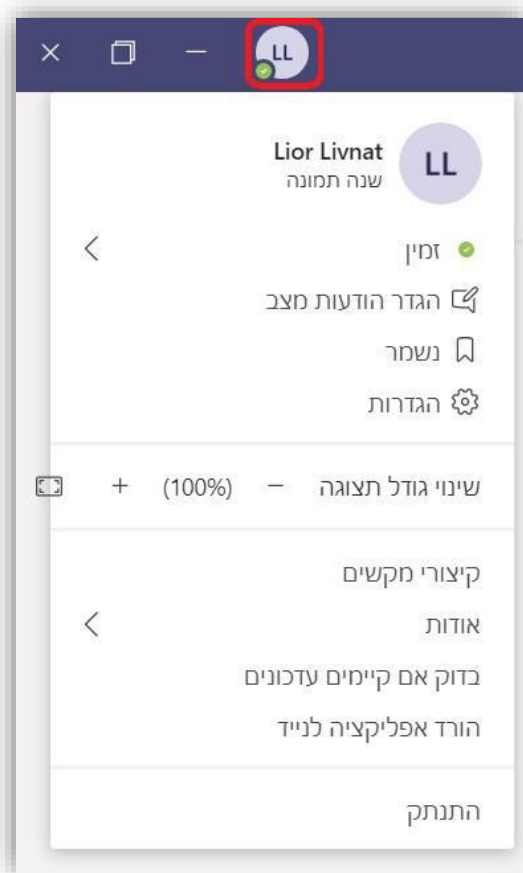 LL
Lior Livnat
LL
שנה תמונה
זמין
הגדר הודעות מצב
נשמר
הגדרות
שינוי גודל תצוגה − (100%) +
קיצורי מקשים
אודות
בדוק אם קיימים עדכונים
הורד אפליקציה לנייד
התנתק